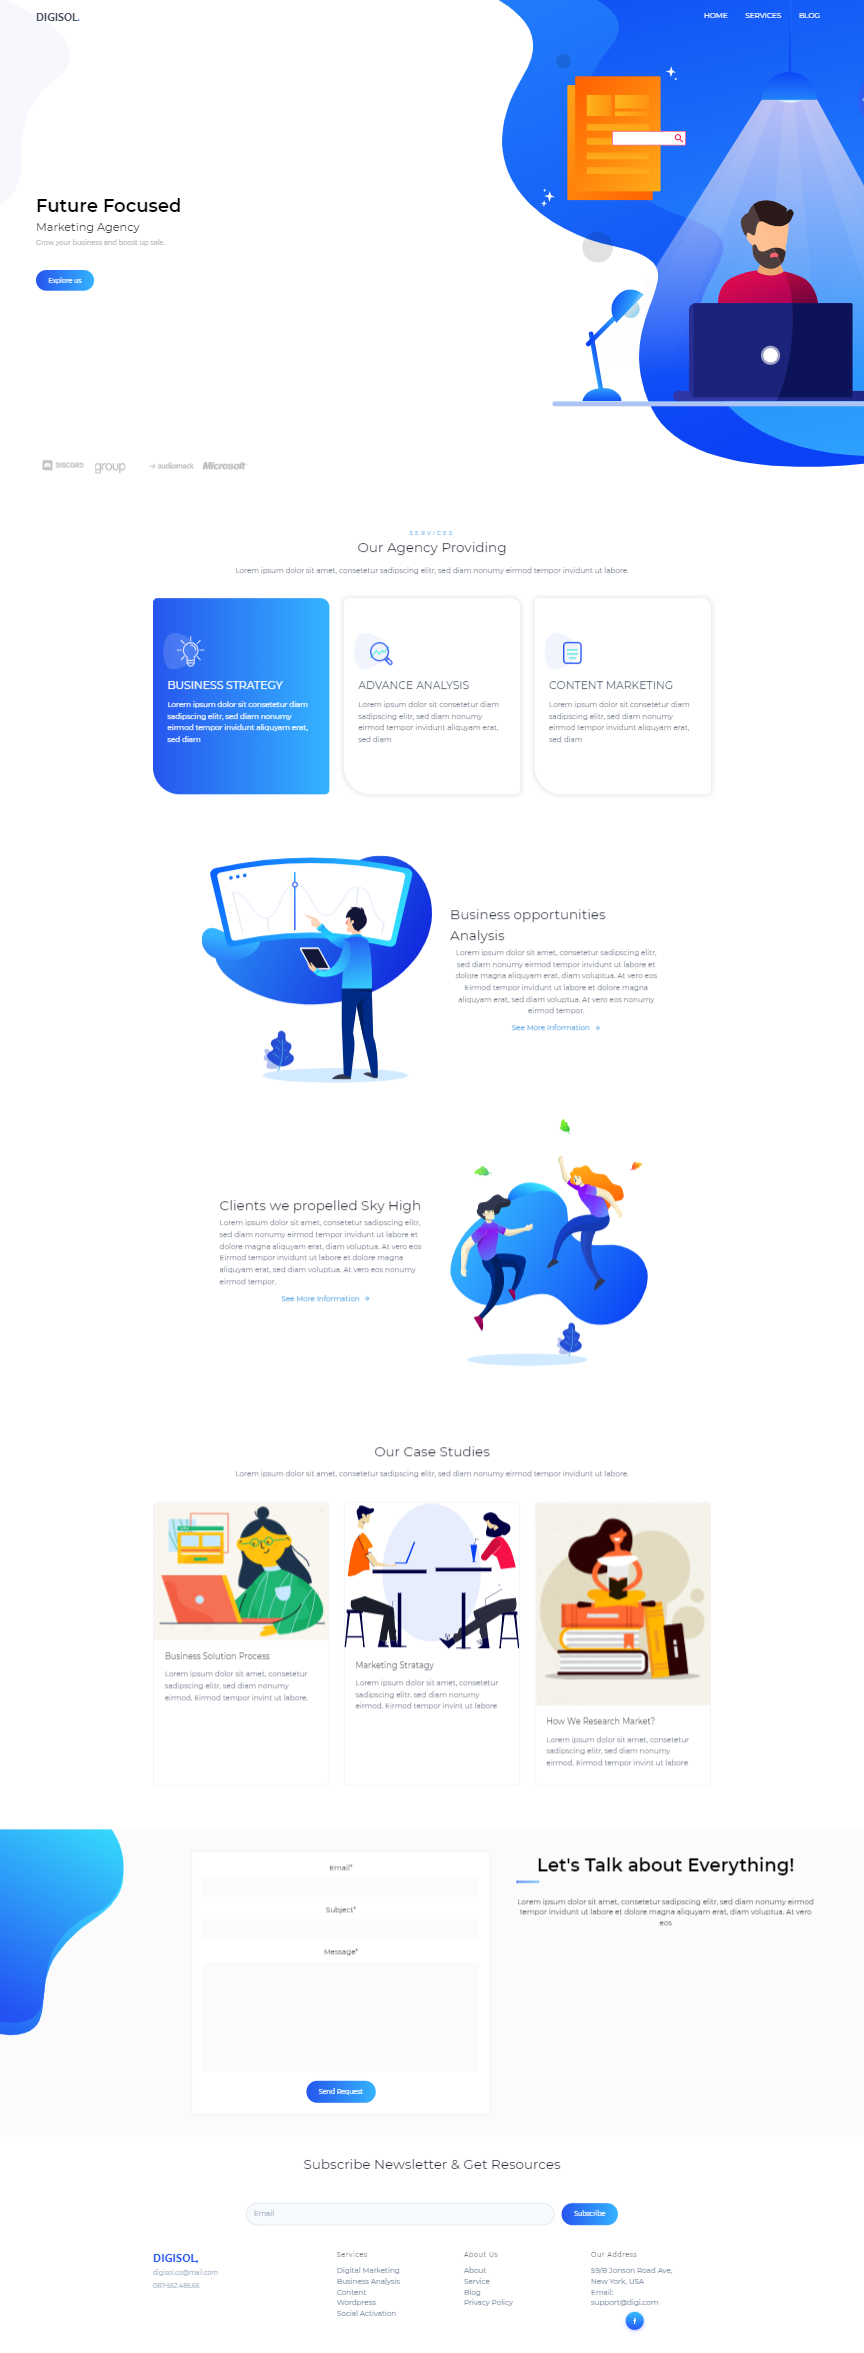 DIGISOL.
HOME SERVICES BLOG
Future Focused
Marketing Agency
Grow your business and boost up sale.
Explore us
DISCORD group audiomack Microsoft
SERVICES
Our Agency Providing
Lorem ipsum dolor sit amet, consetetur sadipscing elitr, sed diam nonumy eirmod tempor invidunt ut labore.
BUSINESS STRATEGY
Lorem ipsum dolor sit consetetur diam
sadipscing elitr, sed diam nonumy
eirmod tempor invidunt aliquyam erat,
sed diam
ADVANCE ANALYSIS
Lorem ipsum dolor sit consetetur diam
sadipscing elitr, sed diam nonumy
eirmod tempor invidunt aliquyam erat,
sed diam
CONTENT MARKETING
Lorem ipsum dolor sit consetetur diam
sadipscing elitr, sed diam nonumy
eirmod tempor invidunt aliquyam erat,
sed diam
Business opportunities
Analysis
Lorem ipsum dolor sit amet, consetetur sadipscing elitr,
sed diam nonumy eirmod tempor invidunt ut labore et
dolore magna aliquyam erat, diam voluptua. At vero eos
Eirmod tempor invidunt ut labore et dolore magna
aliquyam erat, sed diam voluptua. At vero eos nonumy
eirmod tempor.
See More Information →
Clients we propelled Sky High
Lorem ipsum dolor sit amet, consetetur sadipscing elitr,
sed diam nonumy eirmod tempor invidunt ut labore et
dolore magna aliquyam erat, diam voluptua. At vero eos
Eirmod tempor invidunt ut labore et dolore magna
aliquyam erat, sed diam voluptua. At vero eos nonumy
eirmod tempor.
See More Information →
Our Case Studies
Lorem ipsum dolor sit amet, consetetur sadipscing elitr, sed diam nonumy eirmod tempor invidunt ut labore.
Business Solution Process
Lorem ipsum dolor sit amet, consetetur
sadipscing elitr, sed diam nonumy
eirmod. Eirmod tempor invint ut labore.
Marketing Stratagy
Lorem ipsum dolor sit amet, consetetur
sadipscing elitr, sed diam nonumy
eirmod. Eirmod tempor invint ut labore
How We Research Market?
Lorem ipsum dolor sit amet, consetetur
sadipscing elitr, sed diam nonumy
eirmod. Eirmod tempor invint ut labore
Email*
Subject*
Message*
Send Request
Let's Talk about Everything!
Lorem ipsum dolor sit amet, consetetur sadipscing elitr, sed diam nonumy eirmod
tempor invidunt ut labore et dolore magna aliquyam erat, diam voluptua. At vero
eos
Subscribe Newsletter & Get Resources
Email
Subscribe
DIGISOL.
digisol.co@mail.com
087-552.485.65
Services
Digital Marketing
Business Analysis
Content
Wordpress
Social Activation
About Us
About
Service
Blog
Privacy Policy
Our Address
59/B Jonson Road Ave,
New York, USA
Email:
support@digi.com
f